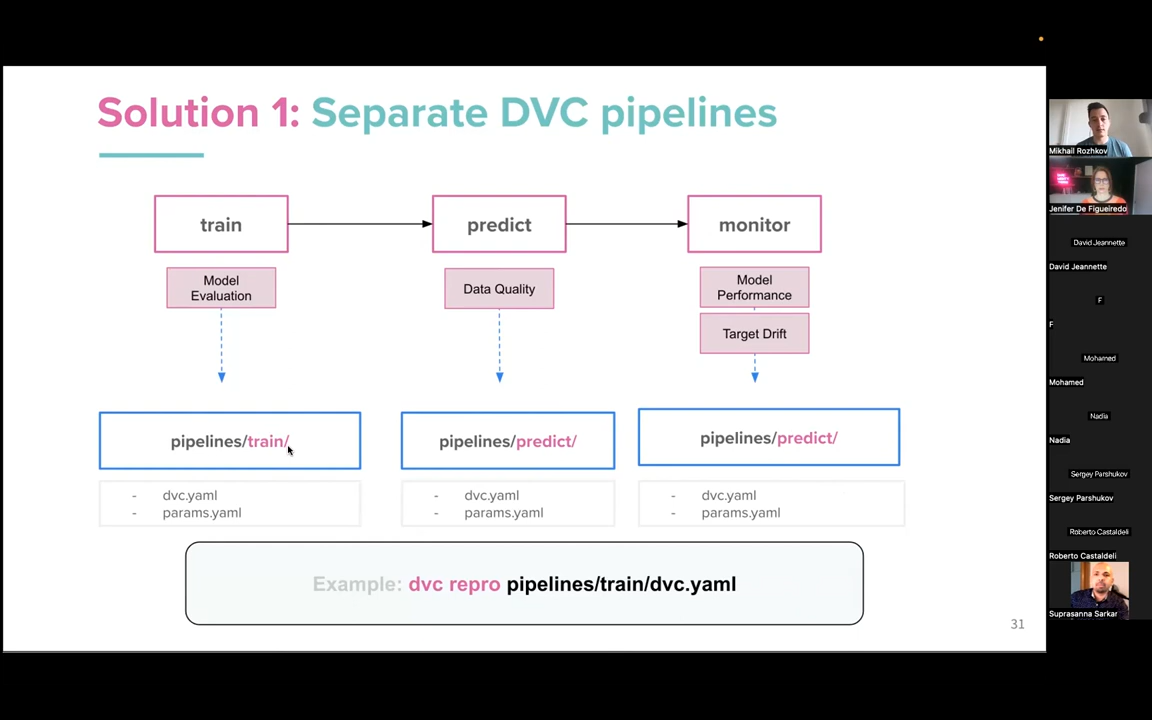 Solution 1: Separate DVC pipelines
train
predict
monitor
Model
Evaluation
Data Quality
Model
Performance
Target Drift
pipelines/train/
pipelines/predict/
pipelines/predict/
- dvc.yaml
- params.yaml
- dvc.yaml
- params.yaml
- dvc.yaml
- params.yaml
Example: dvc repro pipelines/train/dvc.yaml
31
Mikhail Rozhkov
Jenifer De Figueiredo
David Jeannette
David Jeannette
F
F
Mohamed
Mohamed
Nadia
Nadia
Sergey Parshukov
Sergey Parshukov
Roberto Castaldeli
Roberto Castaldeli
Suprasanna Sarkar